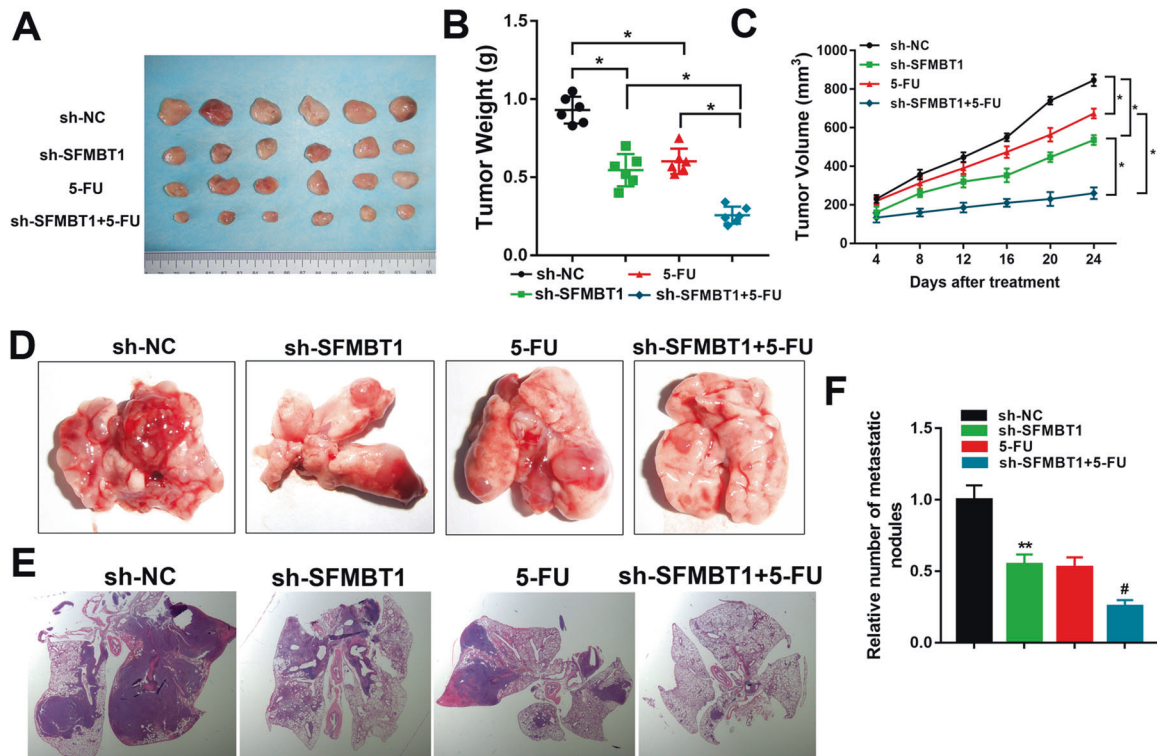 A
sh-NC
sh-SFMBT1
5-FU
sh-SFMBT1+5-FU
B
Tumor Weight (g)
1.5
1.0
0.5
0.0
*
*
*
*
sh-NC
5-FU
sh-SFMBT1
sh-SFMBT1+5-FU
C
sh-NC
sh-SFMBT1
5-FU
sh-SFMBT1+5-FU
Tumor Volume (mm3)
1000
800
600
400
200
0
4 8 12 16 20 24
Days after treatment
*
*
*
*
D
sh-NC
sh-SFMBT1
5-FU
sh-SFMBT1+5-FU
E
sh-NC
sh-SFMBT1
5-FU
sh-SFMBT1+5-FU
F
sh-NC
sh-SFMBT1
5-FU
sh-SFMBT1+5-FU
Relative number of metastatic
nodules
1.5
1.0
0.5
0.0
**
#